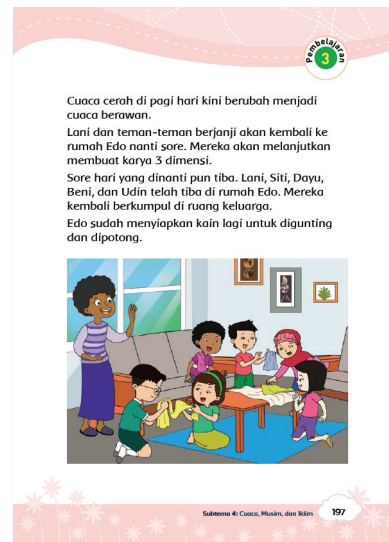 Pembelajaran
3
Cuaca cerah di pagi hari kini berubah menjadi
cuaca berawan.
Lani dan teman-teman berjanji akan kembali ke
rumah Edo nanti sore. Mereka akan melanjutkan
membuat karya 3 dimensi.
Sore hari yang dinanti pun tiba. Lani, Siti, Dayu,
Beni, dan Udin telah tiba di rumah Edo. Mereka
kembali berkumpul di ruang keluarga.
Edo sudah menyiapkan kain lagi untuk digunting
dan dipotong.
Subtema 4: Cuaca, Musim, dan Iklim
197